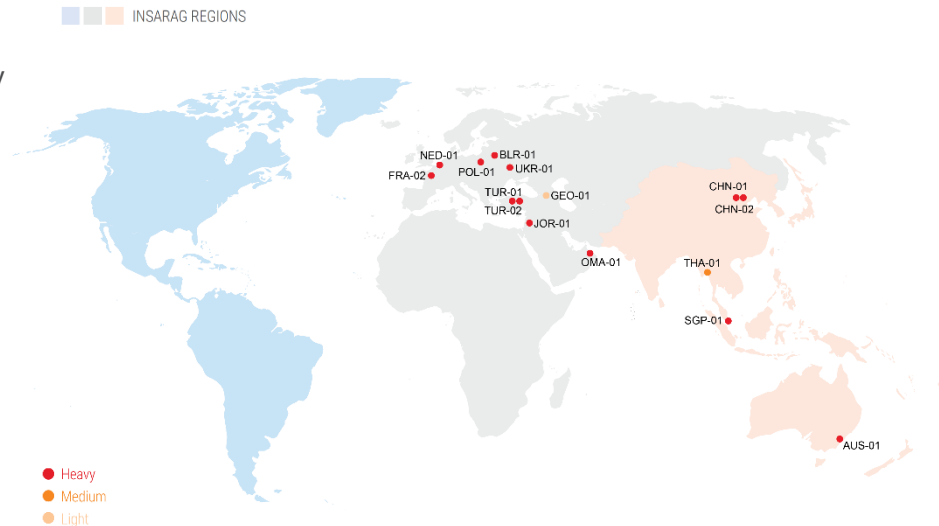 INSARAG REGIONS
NED-01
BLR-01
POL-01
UKR-01
FRA-02
TUR-01
GEO-01
TUR-02
JOR-01
OMA-01
CHN-01
CHN-02
THA-01
SGP-01
AUS-01
Heavy
Medium
Light